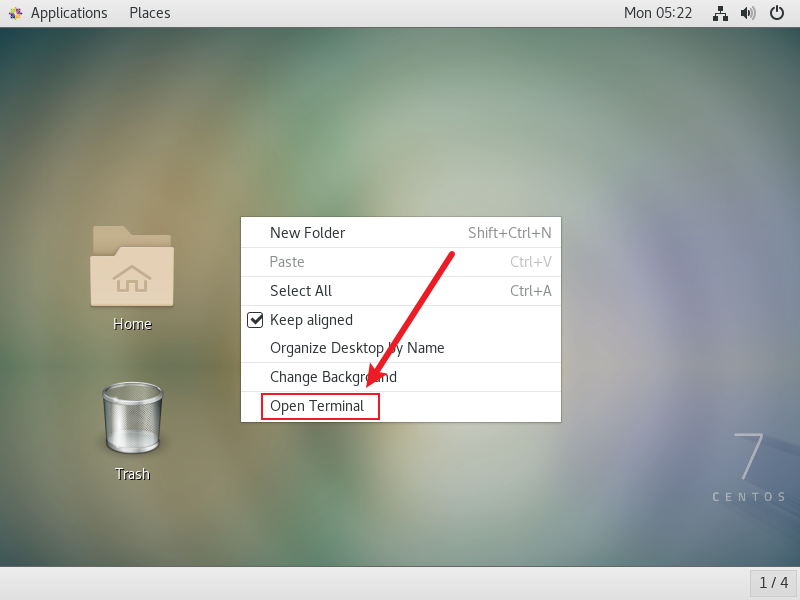 Applications Places Mon 05:22
New Folder Shift+Ctrl+N
Paste Ctrl+V
Select All Ctrl+A
Keep aligned
Home
Organize Desktop by Name
Change Background
Open Terminal
Trash
7
CENTOS
1 / 4